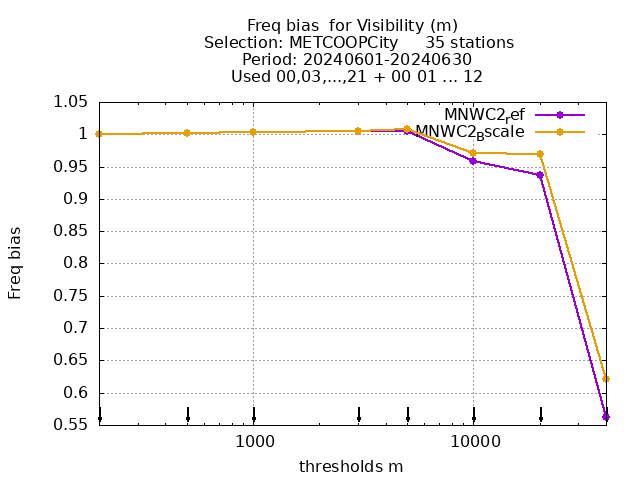 Freq bias  for Visibility (m)
Selection: METCOOPCity      35 stations
Period: 20240601-20240630
Used 00,03,...,21 + 00 01 ... 12
1.05
1
0.95
0.9
0.85
0.8
0.75
0.7
0.65
0.6
0.55
Freq bias
MNWC2ref
MNWC2Bscale
1000
10000
thresholds m